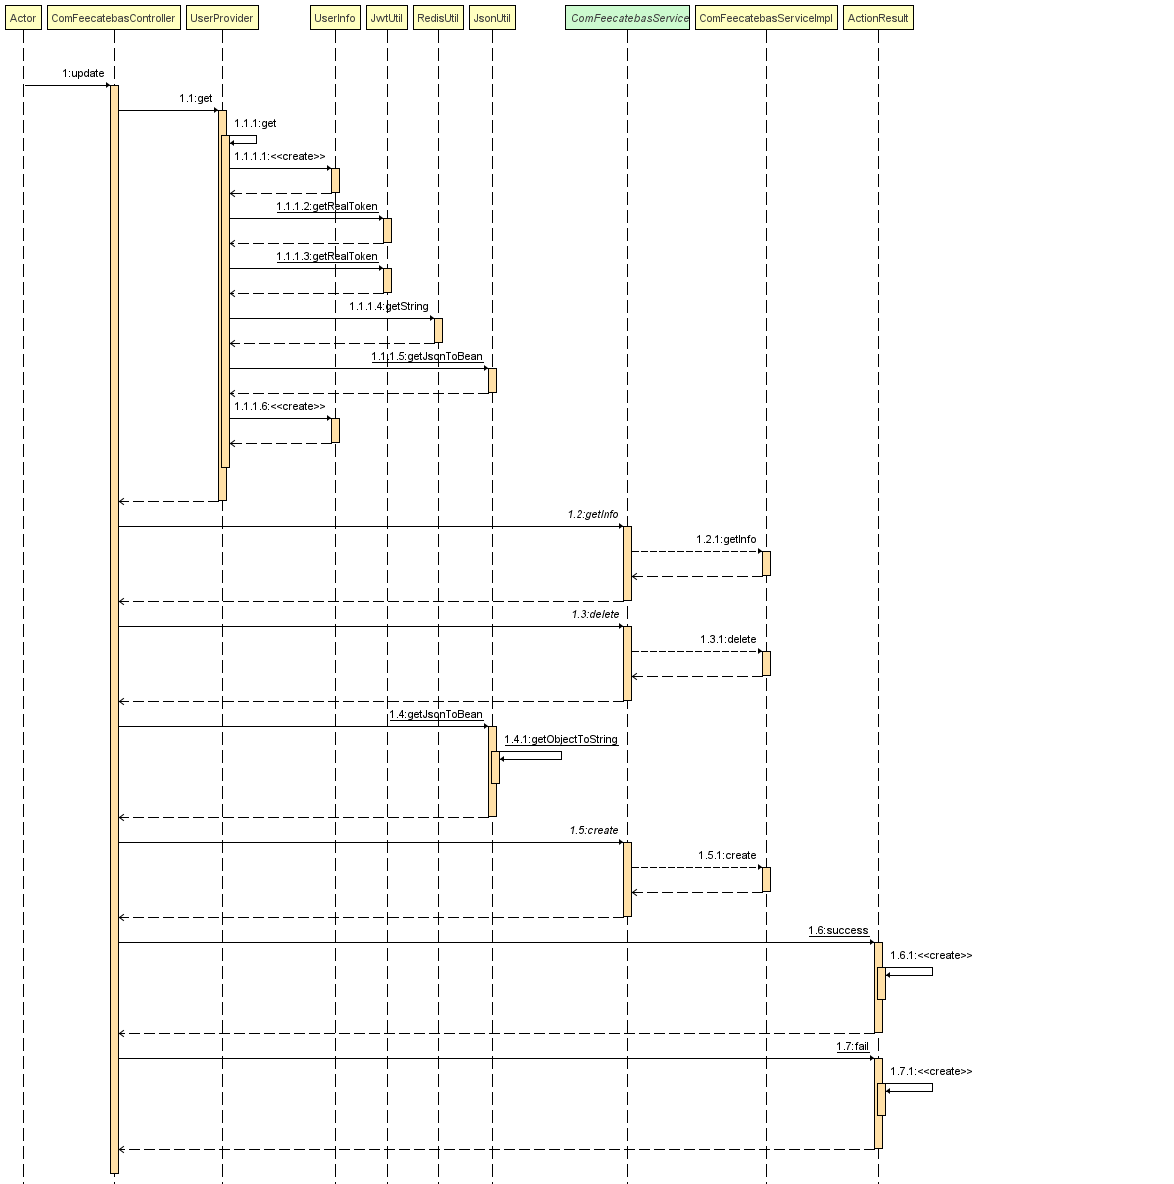 Actor
ComFeecatebasController
UserProvider
UserInfo
JwtUtil
RedisUtil
JsonUtil
ComFeecatebasService
ComFeecatebasServiceImpl
ActionResult
1:update
1.1:get
1.1.1:get
1.1.1.1:<<create>>
1.1.1.2:getRealToken
1.1.1.3:getRealToken
1.1.1.4:getString
1.1.1.5:getJsonToBean
1.1.1.6:<<create>>
1.2:getInfo
1.2.1:getInfo
1.3:delete
1.3.1:delete
1.4:getJsonToBean
1.4.1:getObjectToString
1.5:create
1.5.1:create
1.6:success
1.6.1:<<create>>
1.7:fail
1.7.1:<<create>>